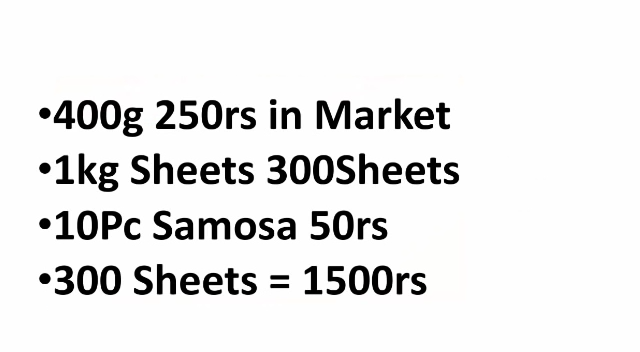 •400g 250rs in Market
•1kg Sheets 300Sheets
•10Pc Samosa 50rs
•300 Sheets = 1500rs